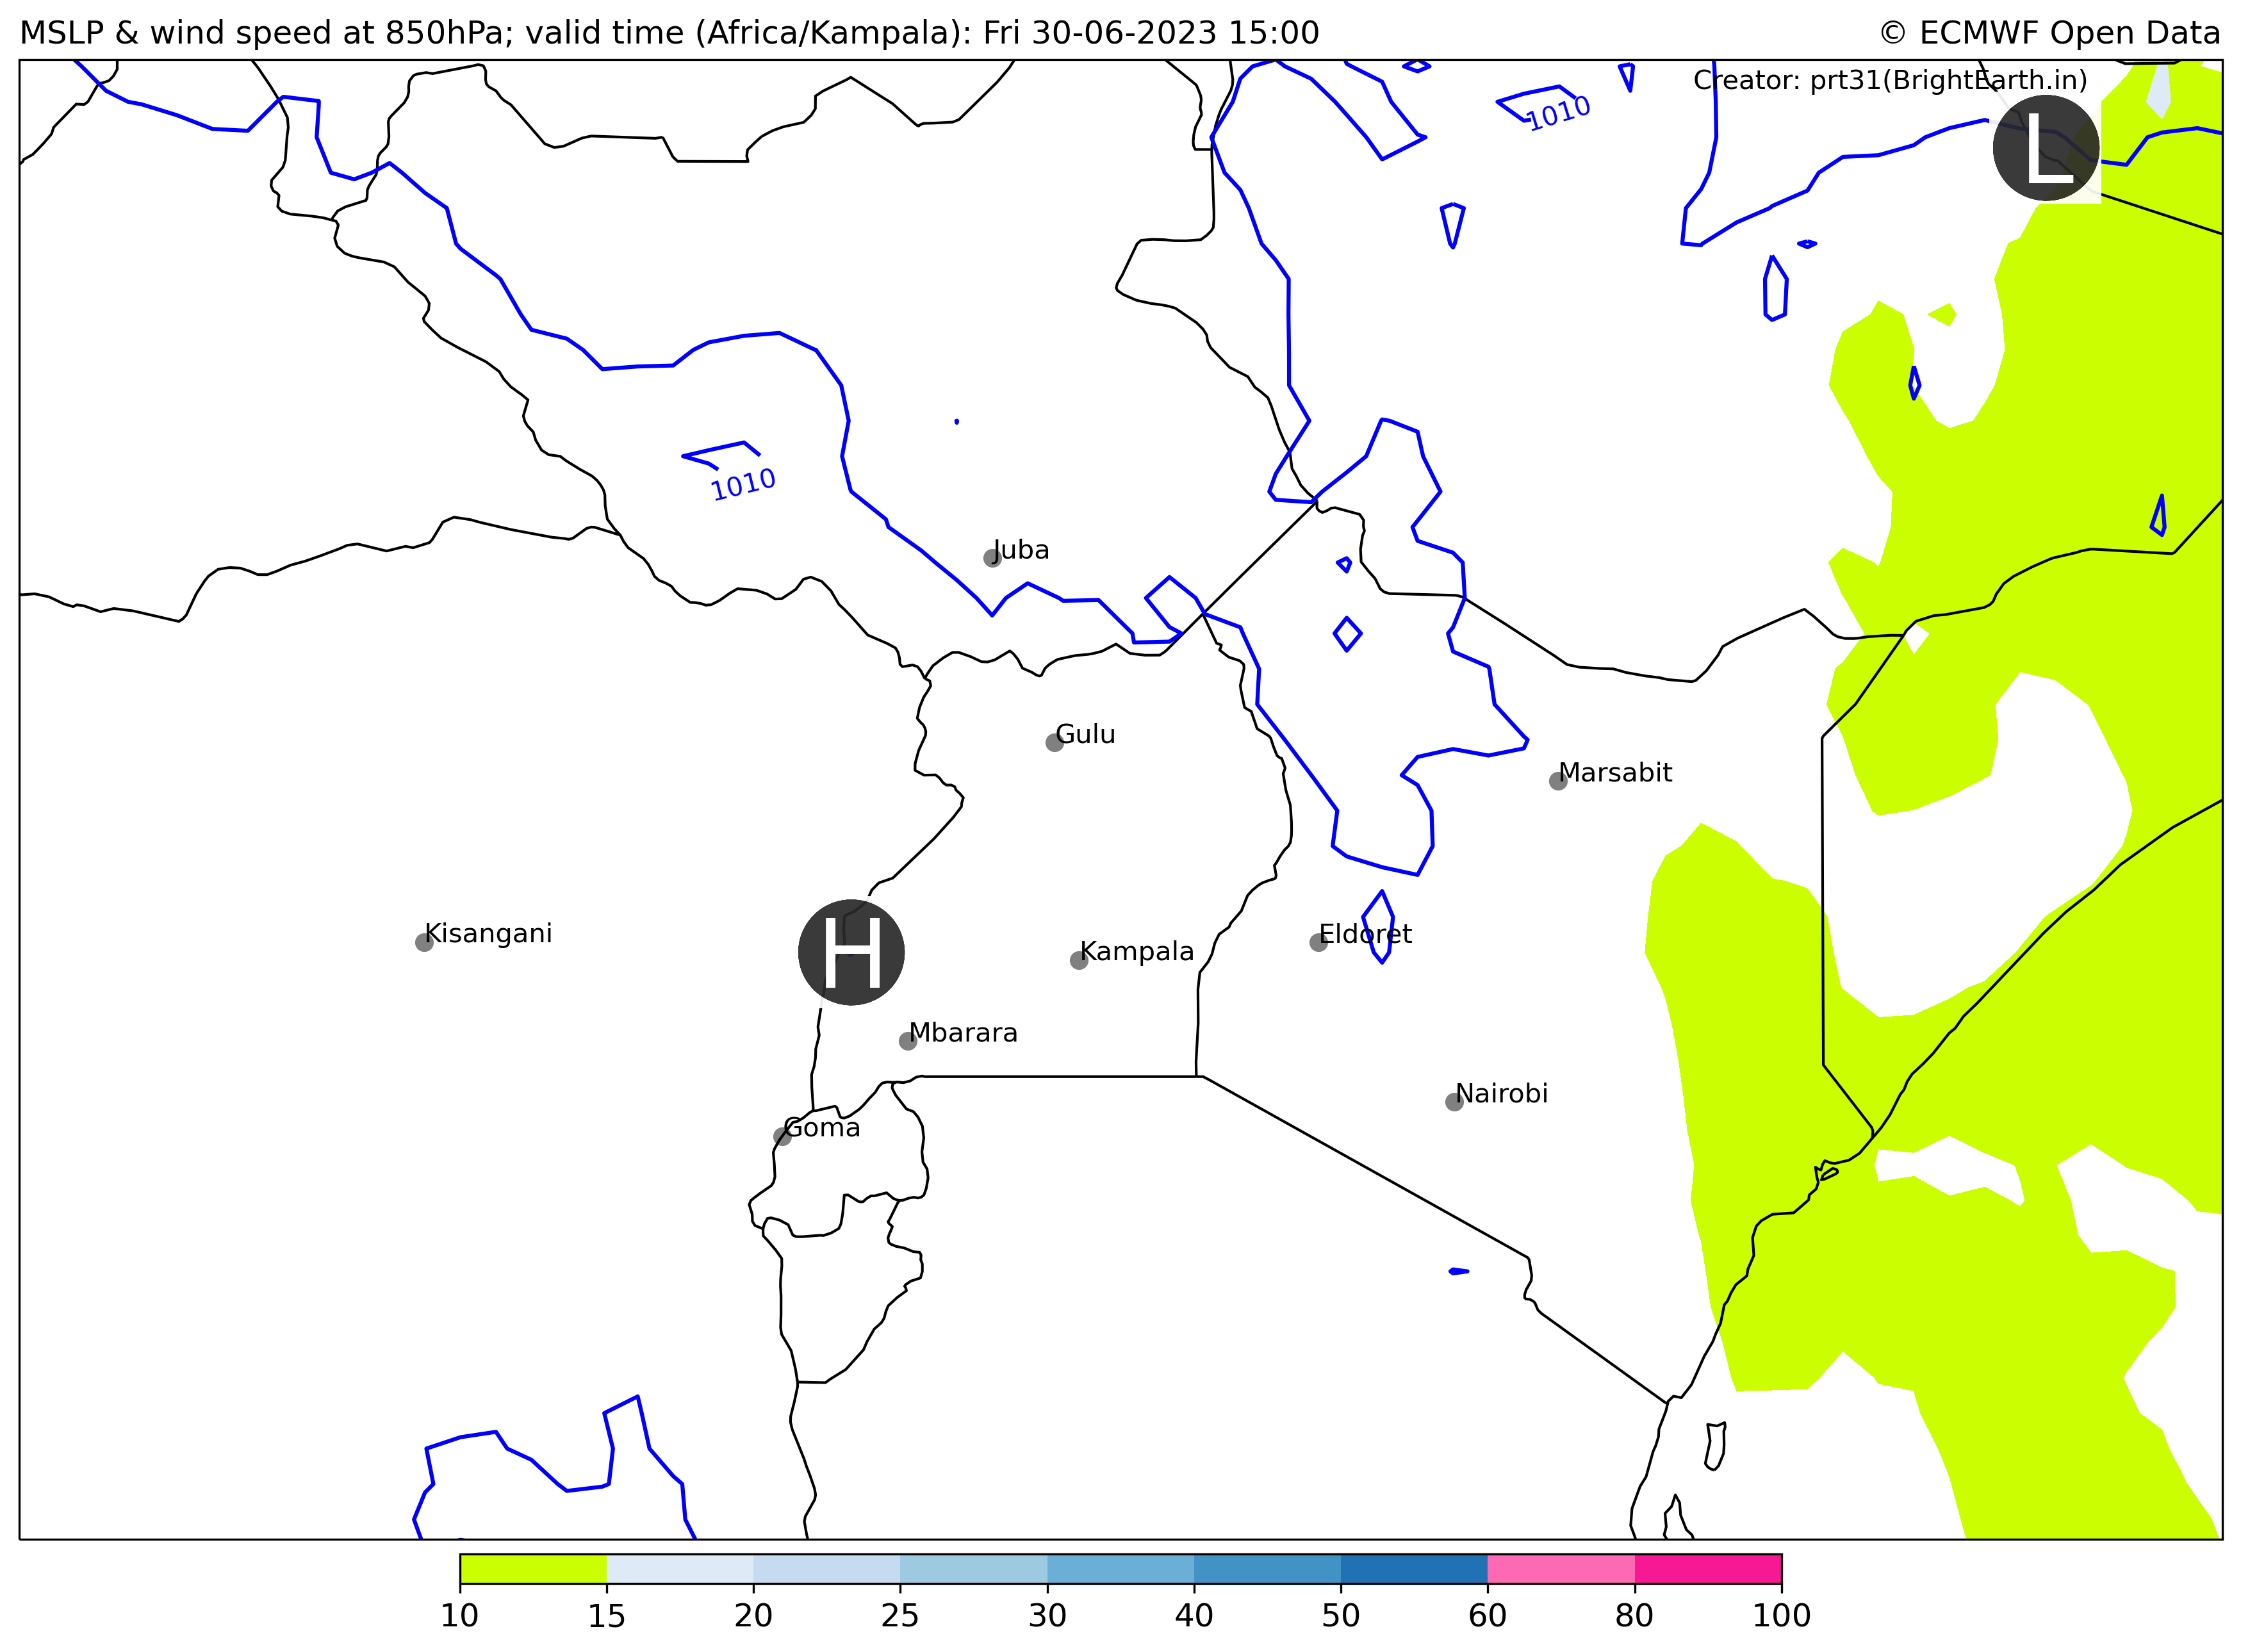 MSLP & wind speed at 850hPa; valid time (Africa/Kampala): Fri 30-06-2023 15:00
© ECMWF Open Data
Creator: prt31(BrightEarth.in)
1010
L
1010
Juba
Gulu
Marsabit
Kisangani
H
Kampala
Eldoret
Mbarara
Nairobi
Goma
10 15 20 25 30 40 50 60 80 100